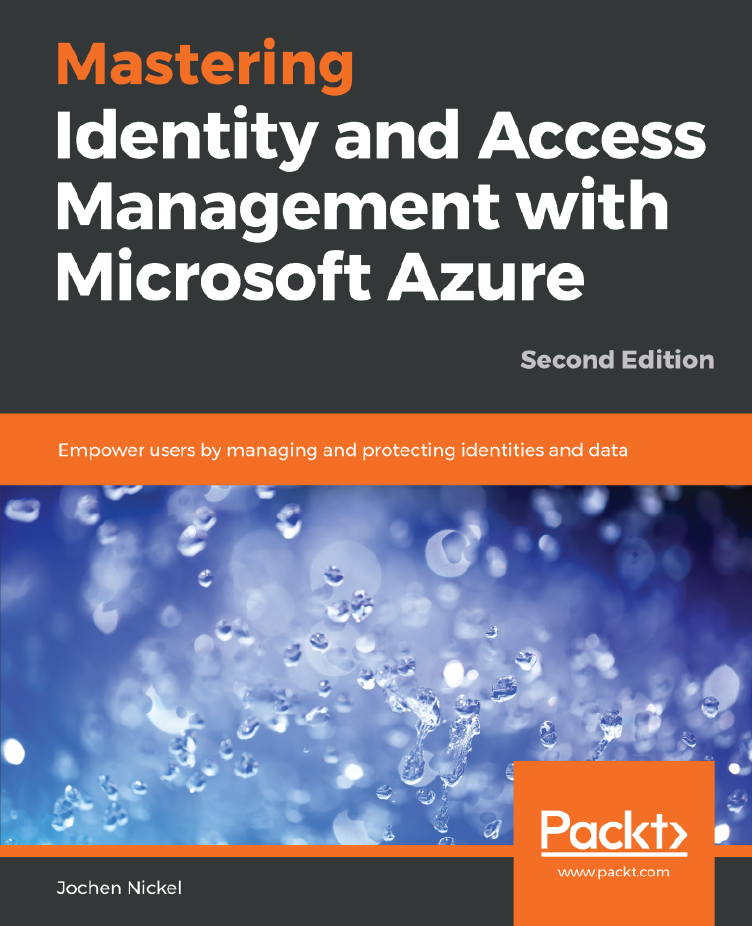 Mastering
Identity and Access
Management with
Microsoft Azure
Second Edition
Empower users by managing and protecting identities and data
Packt>
www.packt.com
Jochen Nickel